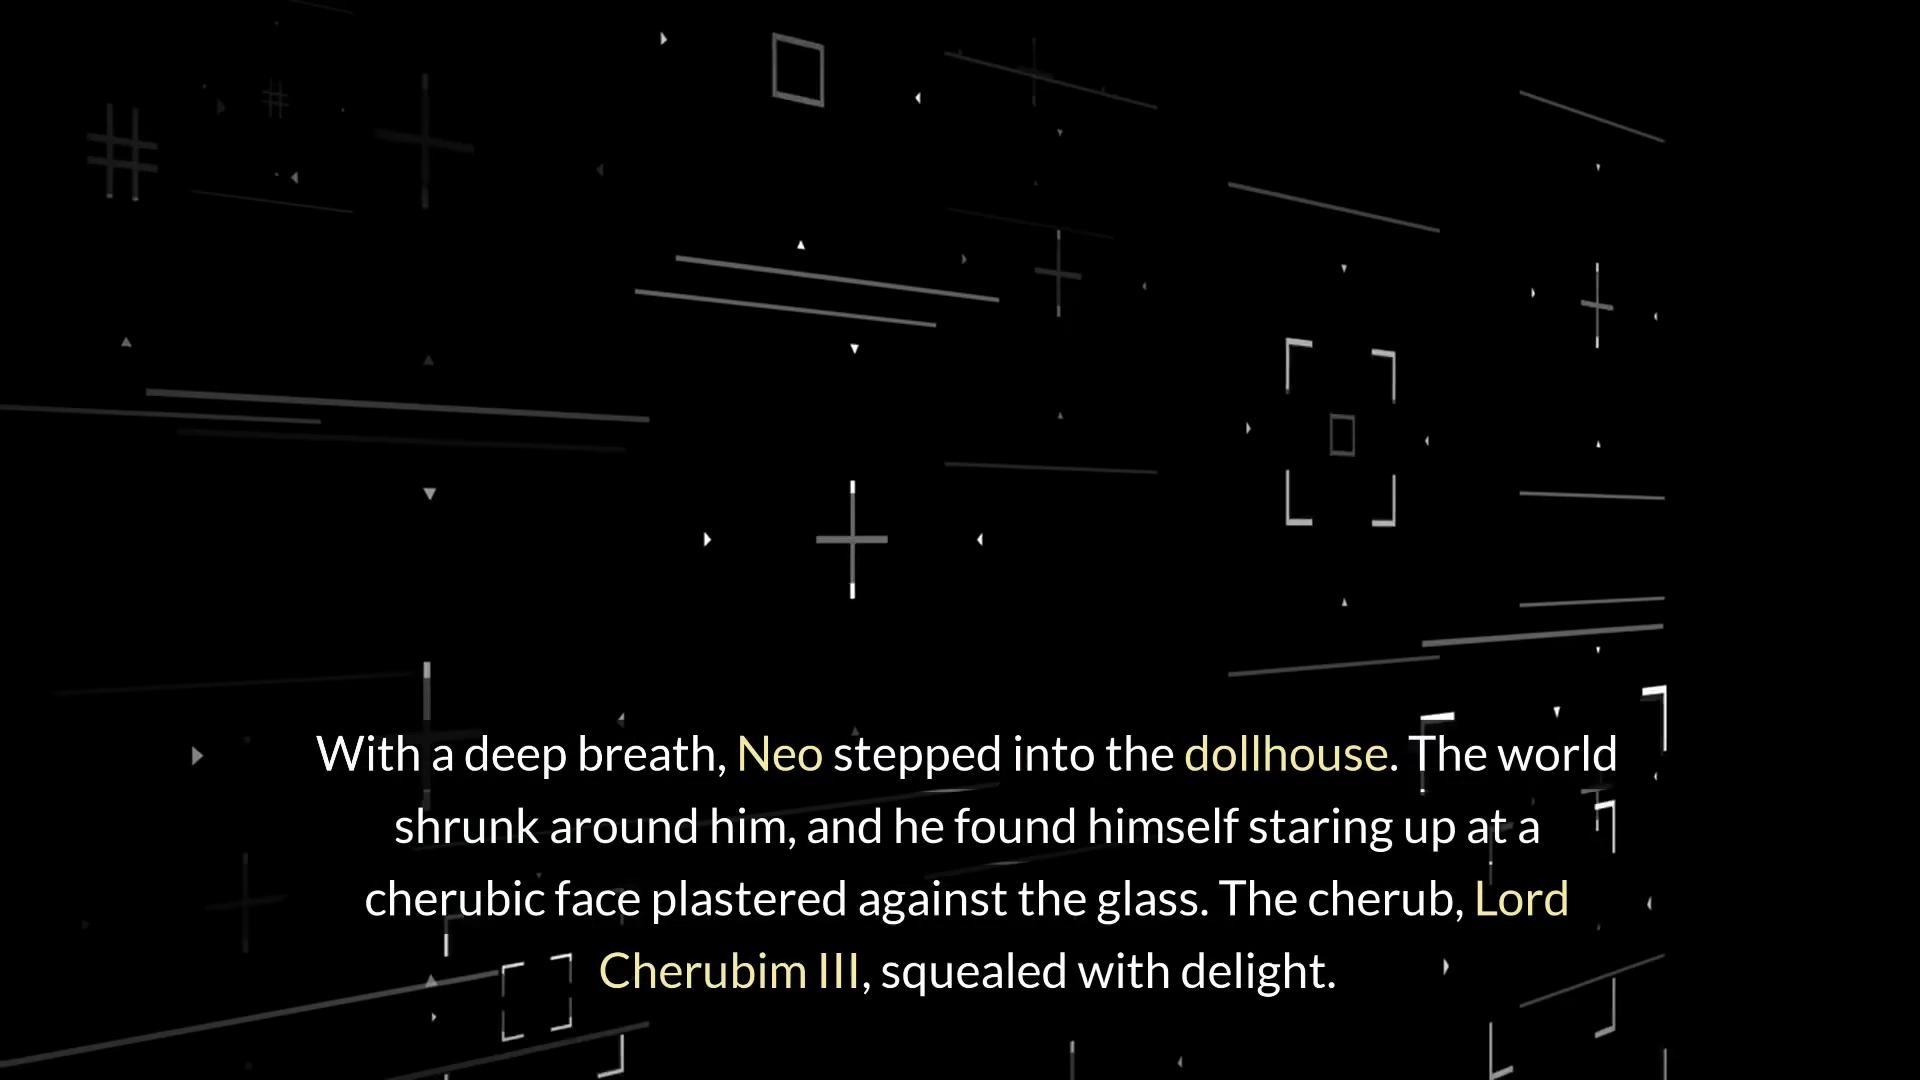 With a deep breath, Neo stepped into the dollhouse. The world
shrunk around him, and he found himself staring up at a
cherubic face plastered against the glass. The cherub, Lord
Cherubim III, squealed with delight.